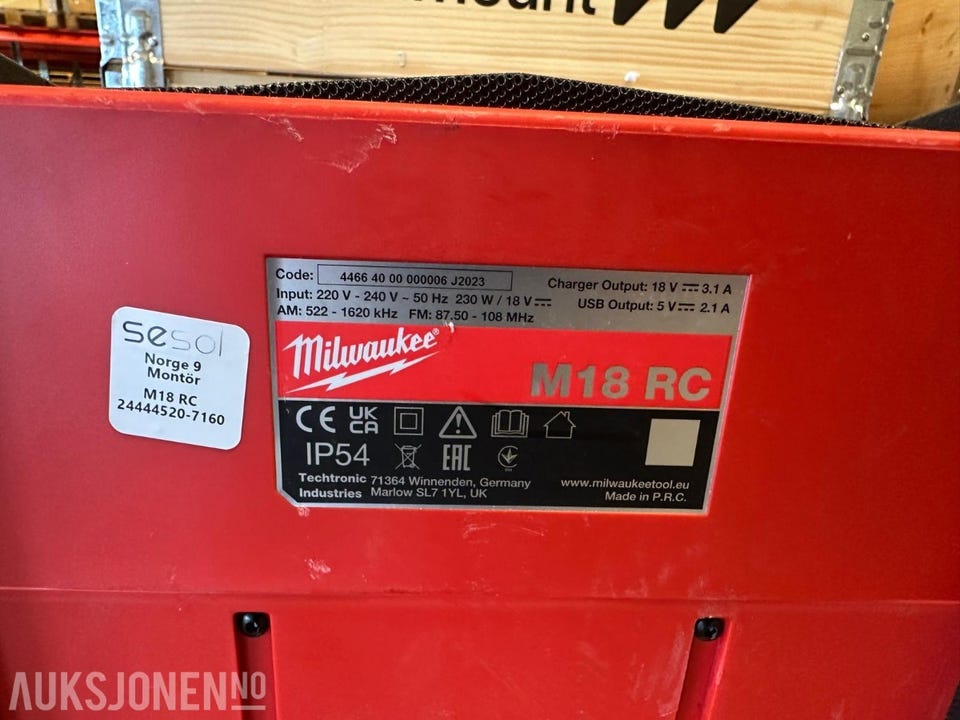 mount
Code: 4466 40 00 000006 J2023
Input: 220 V - 240 V ~ 50 Hz 230 W / 18 V ⎓
AM: 522 - 1620 kHz FM: 87.50 - 108 MHz
Charger Output: 18 V ⎓ 3.1 A
USB Output: 5 V ⎓ 2.1 A
Milwaukee®
M18 RC
CE UK CA
IP54 EAC
Techtronic 71364 Winnenden, Germany
Industries Marlow SL7 1YL, UK
www.milwaukeetool.eu
Made in P.R.C.
sesol
Norge 9
Montör
M18 RC
24444520-7160
AUKSJONEN.NO